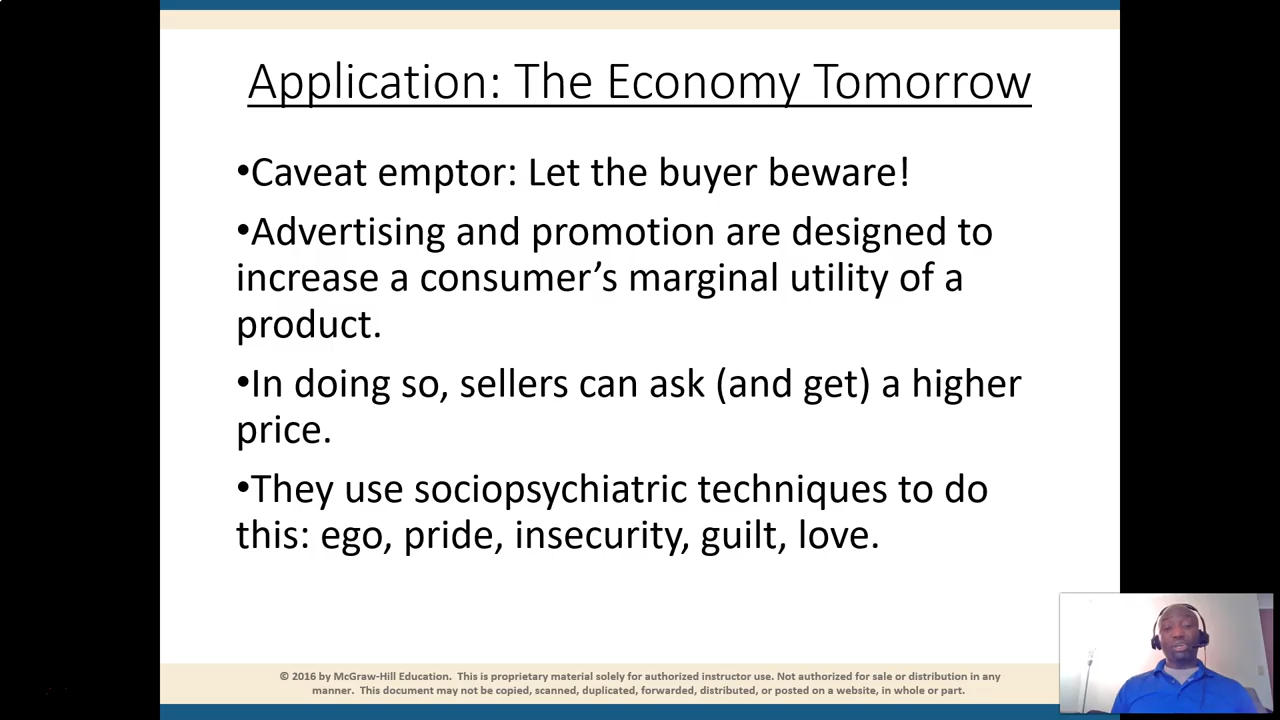 Application: The Economy Tomorrow
•Caveat emptor: Let the buyer beware!
•Advertising and promotion are designed to
increase a consumer’s marginal utility of a
product.
•In doing so, sellers can ask (and get) a higher
price.
•They use sociopsychiatric techniques to do
this: ego, pride, insecurity, guilt, love.
© 2016 by McGraw-Hill Education.  This is proprietary material solely for authorized instructor use. Not authorized for sale or distribution in any
manner.  This document may not be copied, scanned, duplicated, forwarded, distributed, or posted on a website, in whole or part.